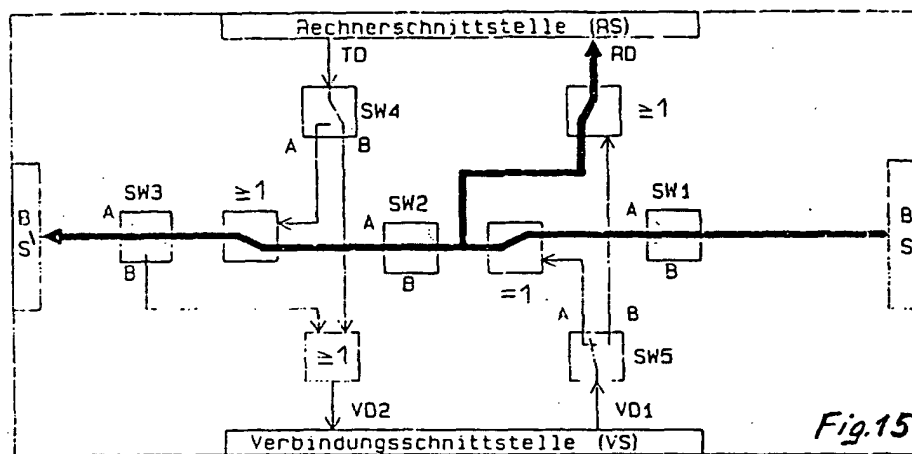 Rechnerschnittstelle (RS)
TD
RD
SW4
≥1
A
B
SW3
≥1
SW2
SW1
B
S
A
A
A
B
S
B
B
=1
B
A
B
≥1
SW5
VD2
VD1
Verbindungsschnittstelle (VS)
Fig.15